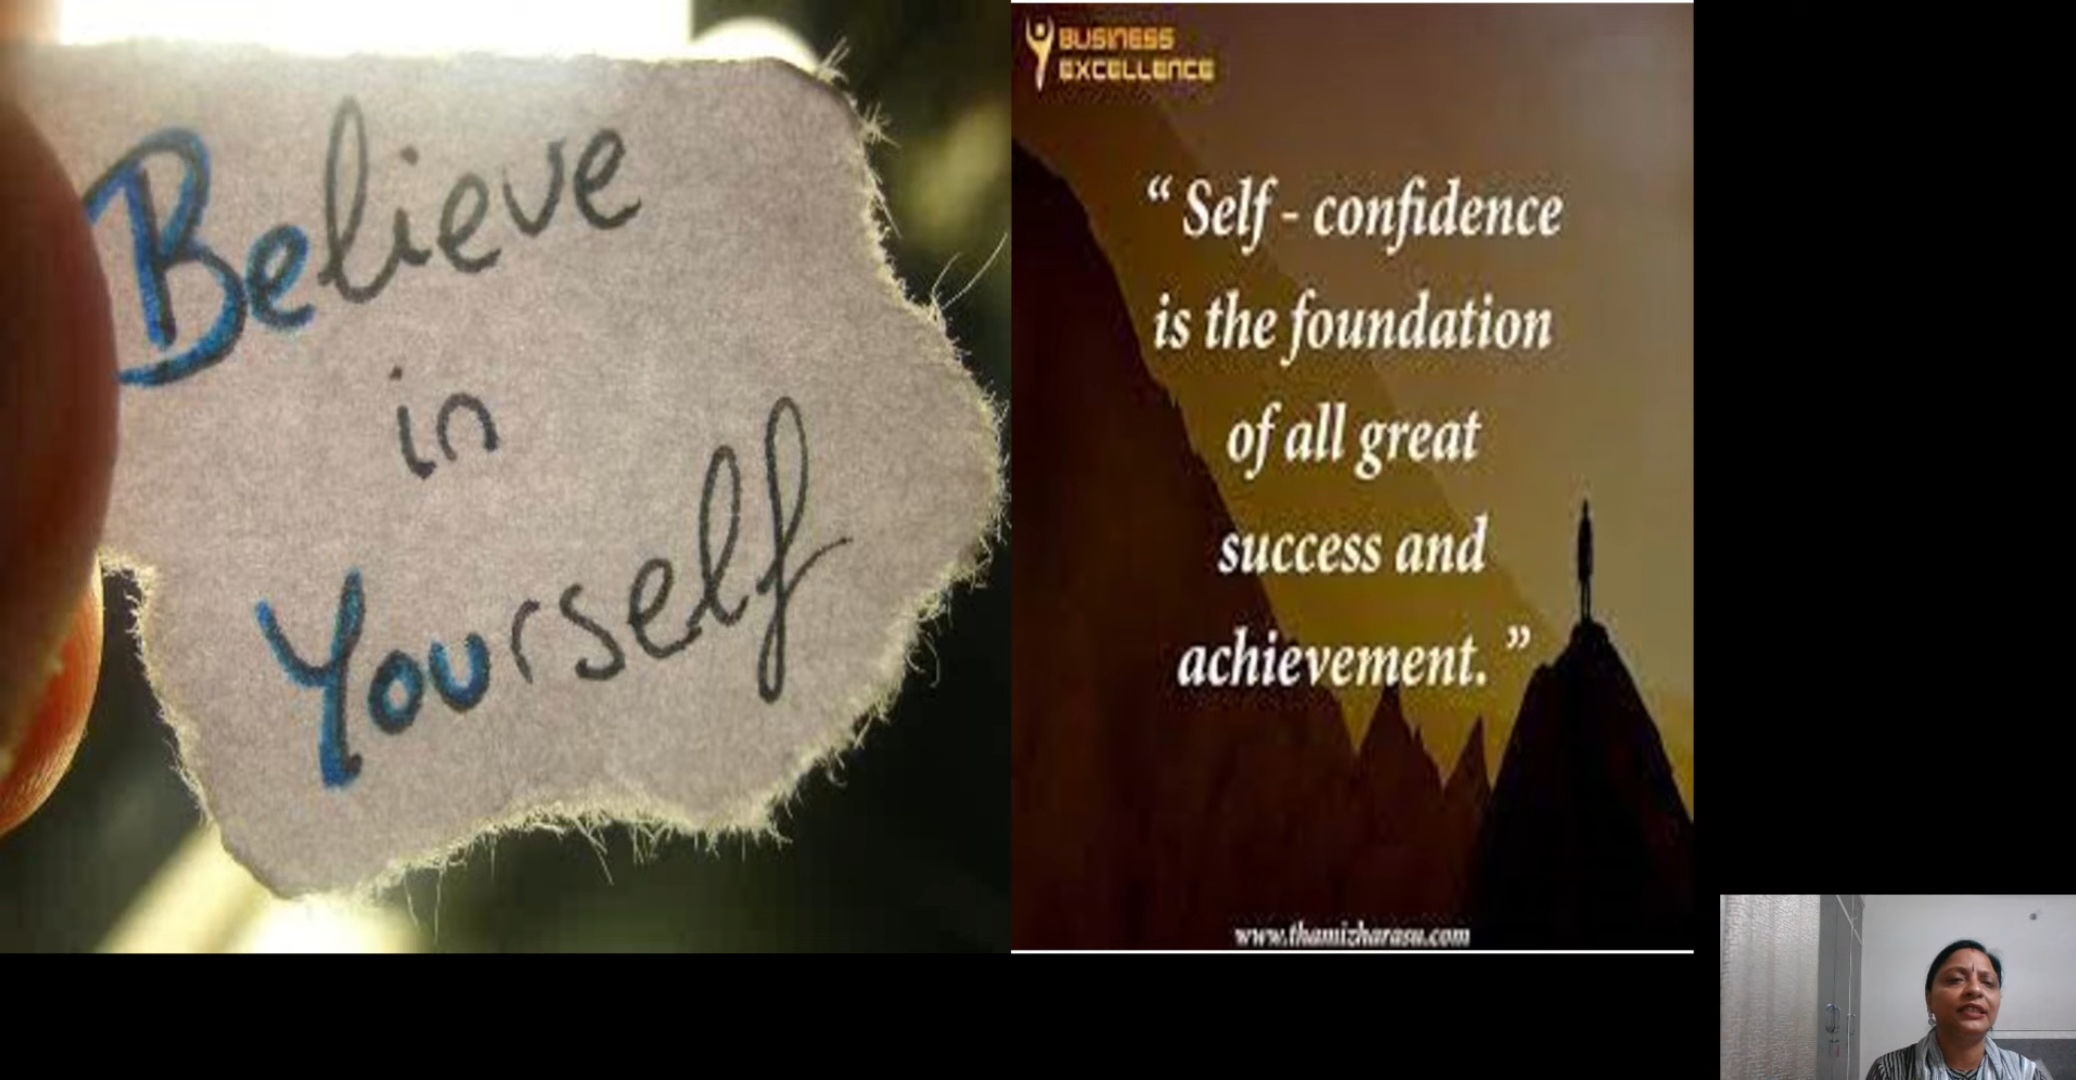 Believe
in
Yourself
BUSINESS
EXCELLENCE
“ Self - confidence
is the foundation
of all great
success and
achievement. ”
www.thamizharasu.com